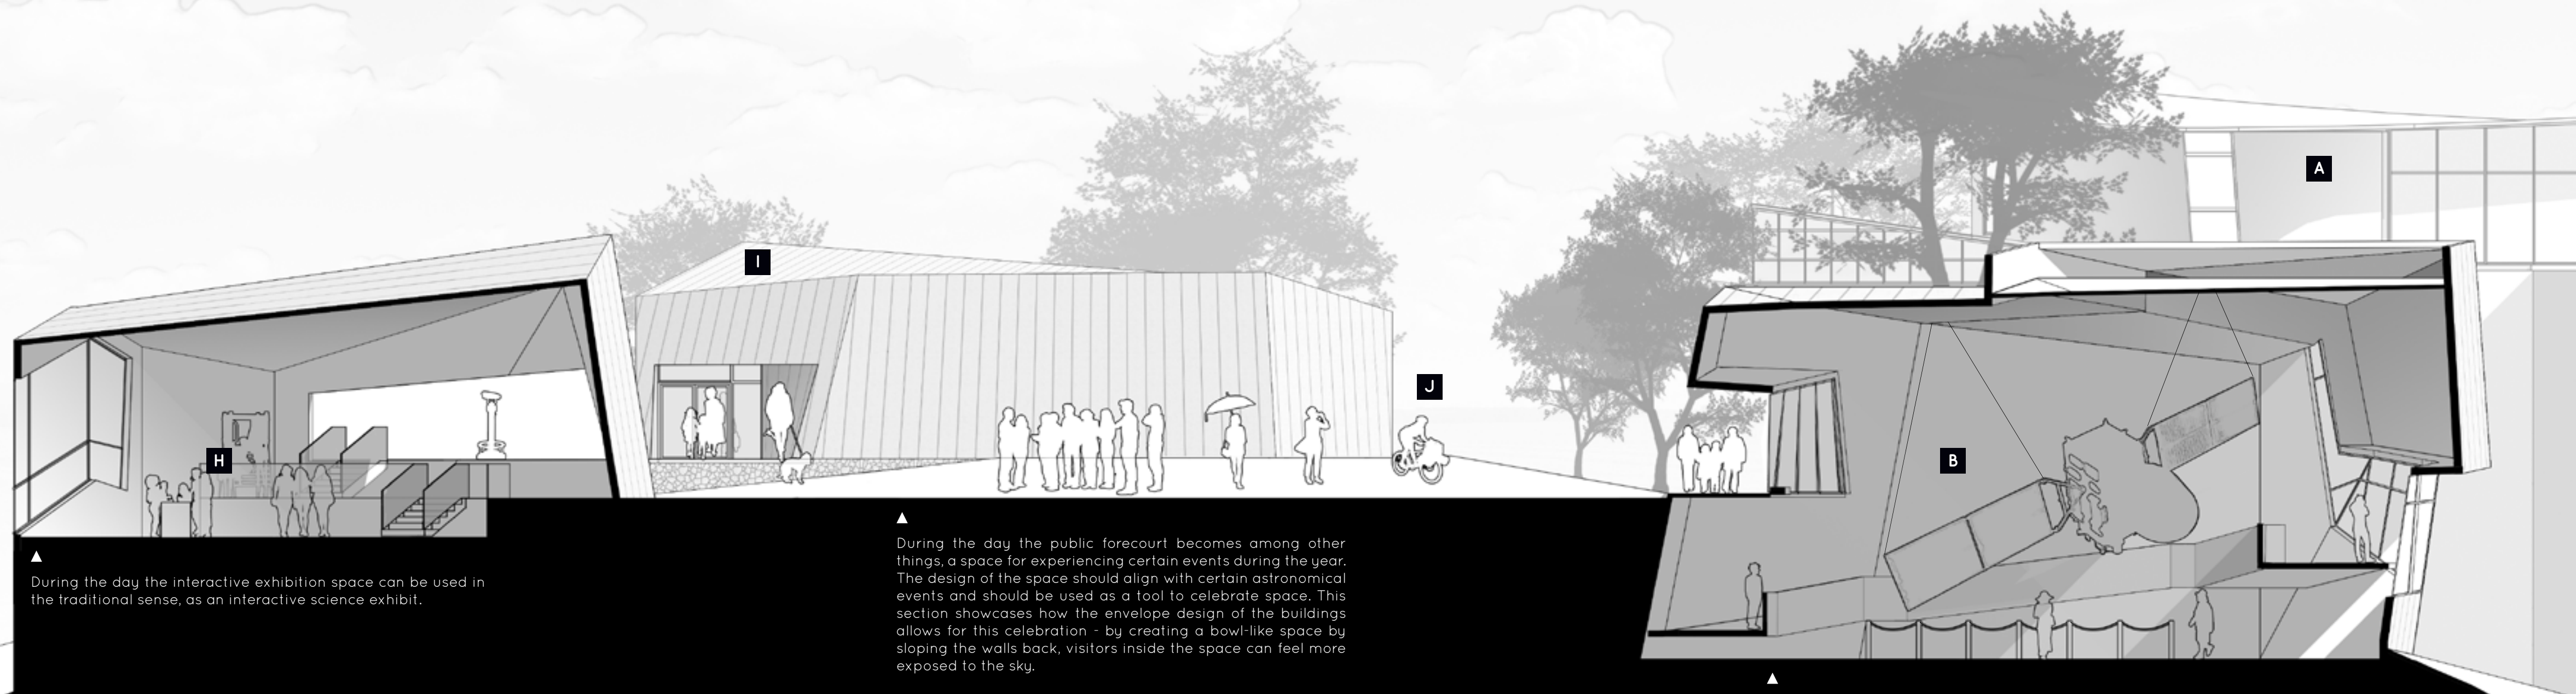 A
I
J
H
B
▲
During the day the interactive exhibition space can be used in
the traditional sense, as an interactive science exhibit.
▲
During the day the public forecourt becomes among other
things, a space for experiencing certain events during the year.
The design of the space should align with certain astronomical
events and should be used as a tool to celebrate space. This
section showcases how the envelope design of the buildings
allows for this celebration - by creating a bowl-like space by
sloping the walls back, visitors inside the space can feel more
exposed to the sky.
▲